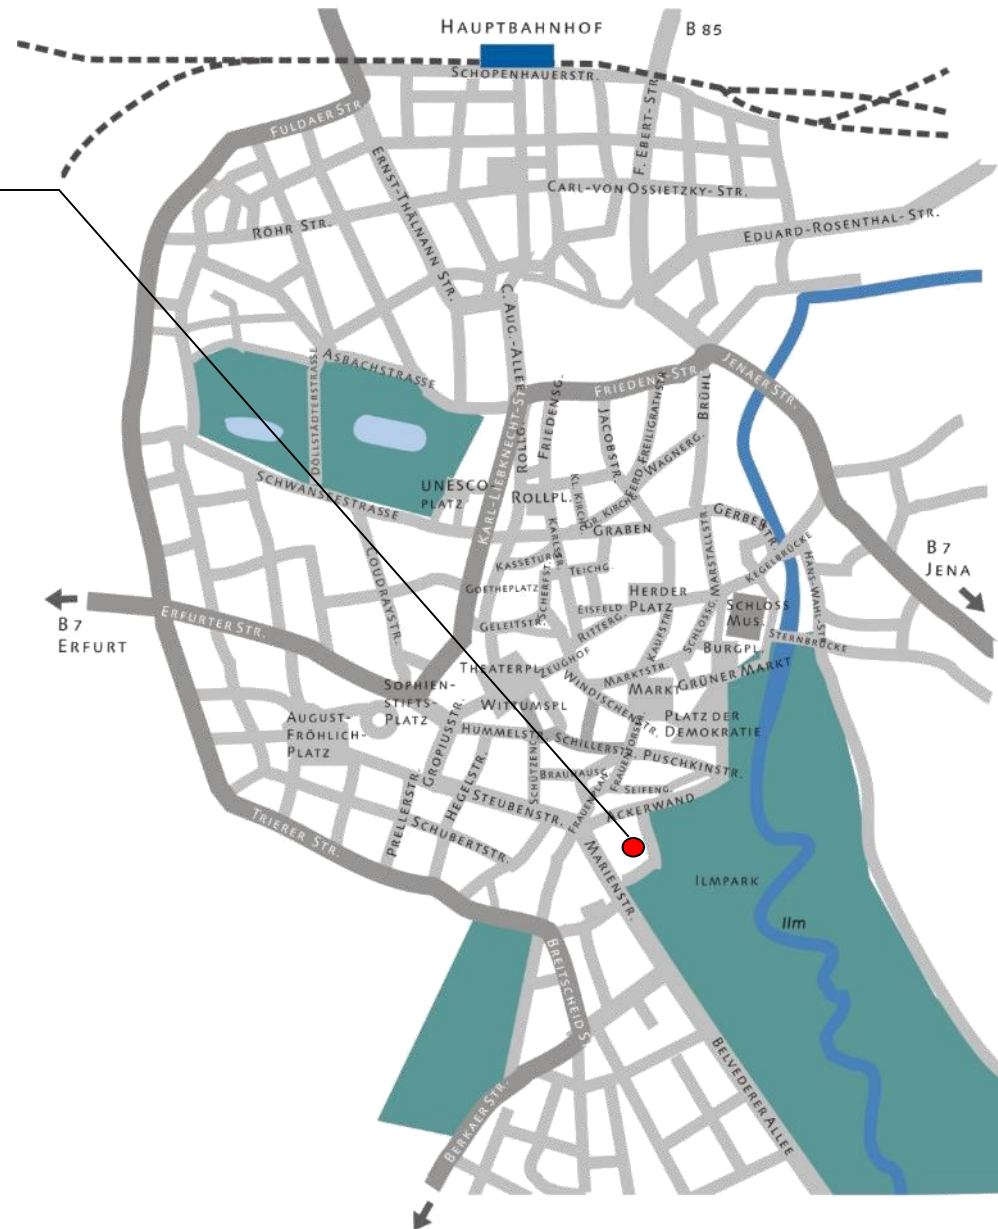 HAUPTBAHNHOF
B 85
SCHOPENHAUERSTR.
FULDAER STR.
F. EBERT-STR.
ERNST-THÄLMANN STR.
CARL-VON OSSIETZKY-STR.
RÖHR STR.
EDUARD-ROSENTHAL-STR.
C. AUG.-ALLEE
ASBACHSTRASSE
DÖLLSTÄDTERSTRASSE
FRIEDENS-STR.
JENAER STR.
BRÜHL
FRIEDENSG.
ROLLG.
JACOBSTR.
FERD.FREILIGRATHSTR.
WAGNERG.
KARL-LIEBKNECHT-STR.
SCHWANSEESTRASSE
UNESCO-
PLATZ
ROLLPL.
KL. KIRCHG.
GR. KIRCHG.
GRABEN
GERBERSTR.
KARLSSTR.
MARSTALLSTR.
KEGELBRÜCKE
HANS-WAHL-STR.
B 7
JENA
COUDRAYSTR.
KASSETURM
TEICHG.
GOETHEPLATZ
SCHERFSTR.
HERDER
PLATZ
EISFELD
RITTERG.
SCHLOSS
MUS.
SCHLOSSG.
B 7
ERFURT
ERFURTER STR.
GELEITSTR.
KAUFSTR.
STERNBRÜCKE
BURGPL.
ZEUGHOF
THEATERPL.
MARKTSTR.
MARKT
GRÜNER MARKT
SOPHIEN-
STIFTS-
PLATZ
WINDISCHENSTR.
WITTUMSPL
AUGUST-
FRÖHLICH-
PLATZ
PLATZ DER
DEMOKRATIE
GROPIUSSTR.
HUMMELSTR.
SCHILLERSTR.
PUSCHKINSTR.
SCHÜTZENG.
BRAUHAUSG.
FRAUENTORSTR.
SEIFENG.
FRAUENPLAN
ACKERWAND
PRELLERSTR.
HEGELSTR.
STEUBENSTR.
SCHUBERTSTR.
TRIERER STR.
MARIENSTR.
ILMPARK
Ilm
BREITSCHEID S.
BELVEDERER ALLEE
BERKAER STR.